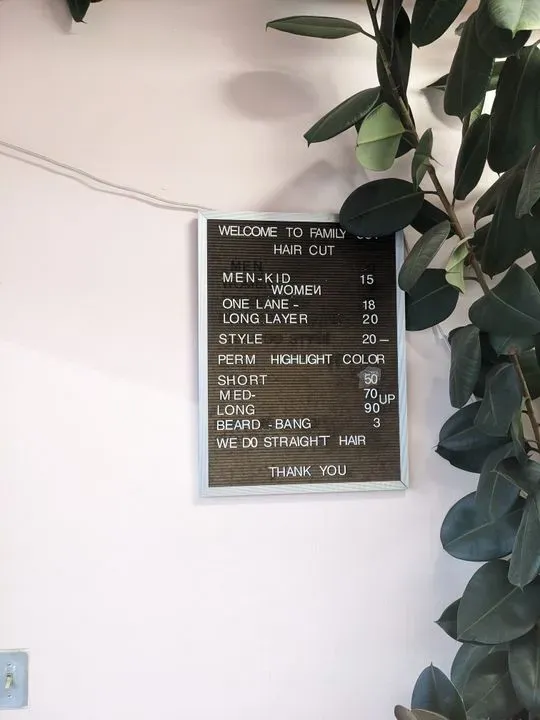 WELCOME TO FAMILY
HAIR CUT
MEN-KID 15
WOMEN
ONE LANE - 18
LONG LAYER 20
STYLE 20—
PERM HIGHLIGHT COLOR
SHORT 50
MED- 70 UP
LONG 90
BEARD -BANG 3
WE DO STRAIGHT HAIR
THANK YOU